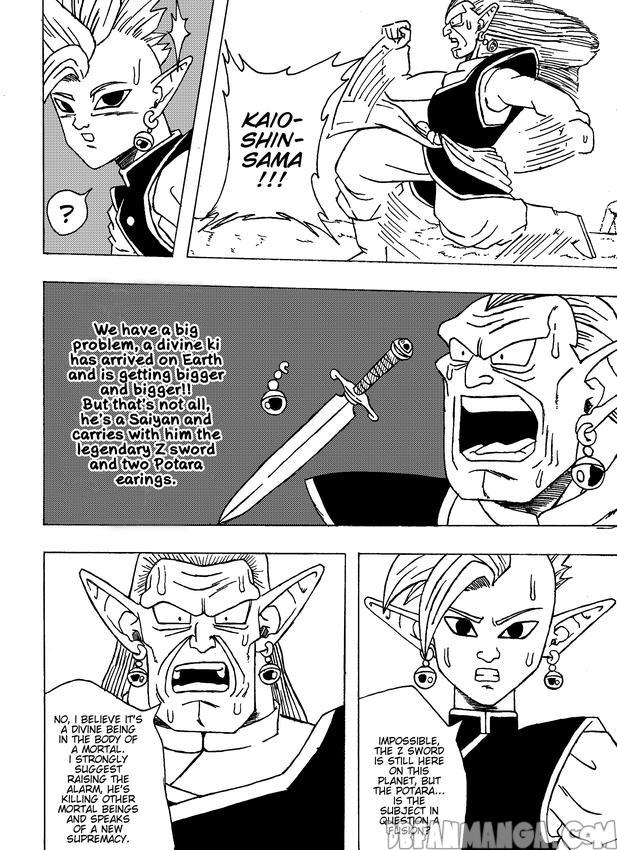 KAIO-
SHIN-
SAMA
!!!
?
We have a big
problem, a divine ki
has arrived on Earth
and is getting bigger
and bigger!!
But that's not all,
he's a Saiyan and
carries with him the
legendary Z sword
and two Potara
earings.
IMPOSSIBLE,
THE Z SWORD
IS STILL HERE
ON THIS
PLANET, BUT
THE POTARA...
IS THE
SUBJECT IN
QUESTION A
FUSION?
NO, I BELIEVE IT'S
A DIVINE BEING
IN THE BODY OF
A MORTAL.
I STRONGLY
SUGGEST
RAISING THE
ALARM, HE'S
KILLING OTHER
MORTAL BEINGS
AND SPEAKS
OF A NEW
SUPREMACY.
DBFANMANGA.COM
DBFANMANGA.COM